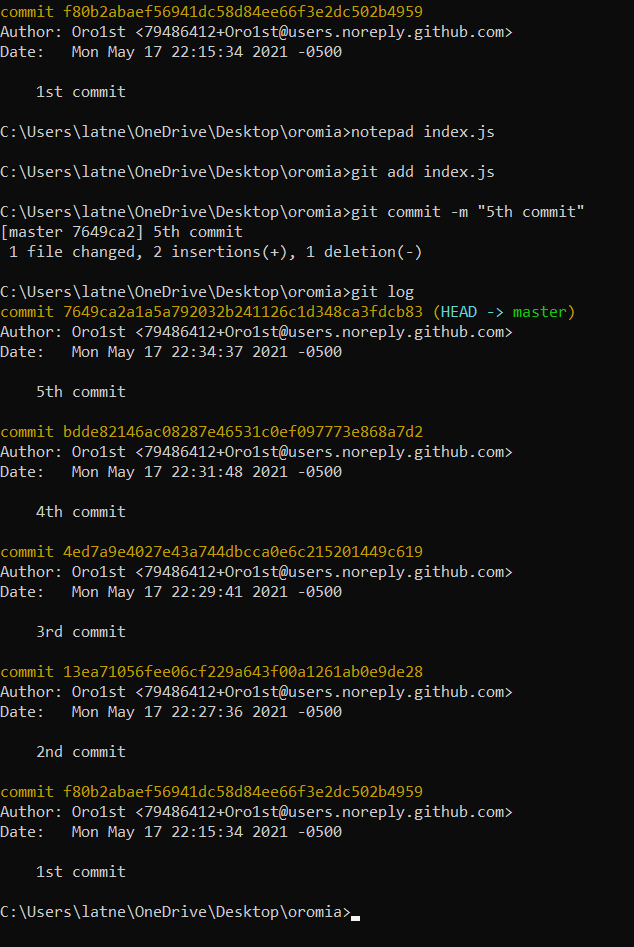 commit f80b2abaef56941dc58d84ee66f3e2dc502b4959
Author: Oro1st <79486412+Oro1st@users.noreply.github.com>
Date:   Mon May 17 22:15:34 2021 -0500
    1st commit
C:\Users\latne\OneDrive\Desktop\oromia>notepad index.js
C:\Users\latne\OneDrive\Desktop\oromia>git add index.js
C:\Users\latne\OneDrive\Desktop\oromia>git commit -m "5th commit"
[master 7649ca2] 5th commit
 1 file changed, 2 insertions(+), 1 deletion(-)
C:\Users\latne\OneDrive\Desktop\oromia>git log
commit 7649ca2a1a5a792032b241126c1d348ca3fdcb83 (HEAD -> master)
Author: Oro1st <79486412+Oro1st@users.noreply.github.com>
Date:   Mon May 17 22:34:37 2021 -0500
    5th commit
commit bdde82146ac08287e46531c0ef097773e868a7d2
Author: Oro1st <79486412+Oro1st@users.noreply.github.com>
Date:   Mon May 17 22:31:48 2021 -0500
    4th commit
commit 4ed7a9e4027e43a744dbcca0e6c215201449c619
Author: Oro1st <79486412+Oro1st@users.noreply.github.com>
Date:   Mon May 17 22:29:41 2021 -0500
    3rd commit
commit 13ea71056fee06cf229a643f00a1261ab0e9de28
Author: Oro1st <79486412+Oro1st@users.noreply.github.com>
Date:   Mon May 17 22:27:36 2021 -0500
    2nd commit
commit f80b2abaef56941dc58d84ee66f3e2dc502b4959
Author: Oro1st <79486412+Oro1st@users.noreply.github.com>
Date:   Mon May 17 22:15:34 2021 -0500
    1st commit
C:\Users\latne\OneDrive\Desktop\oromia>